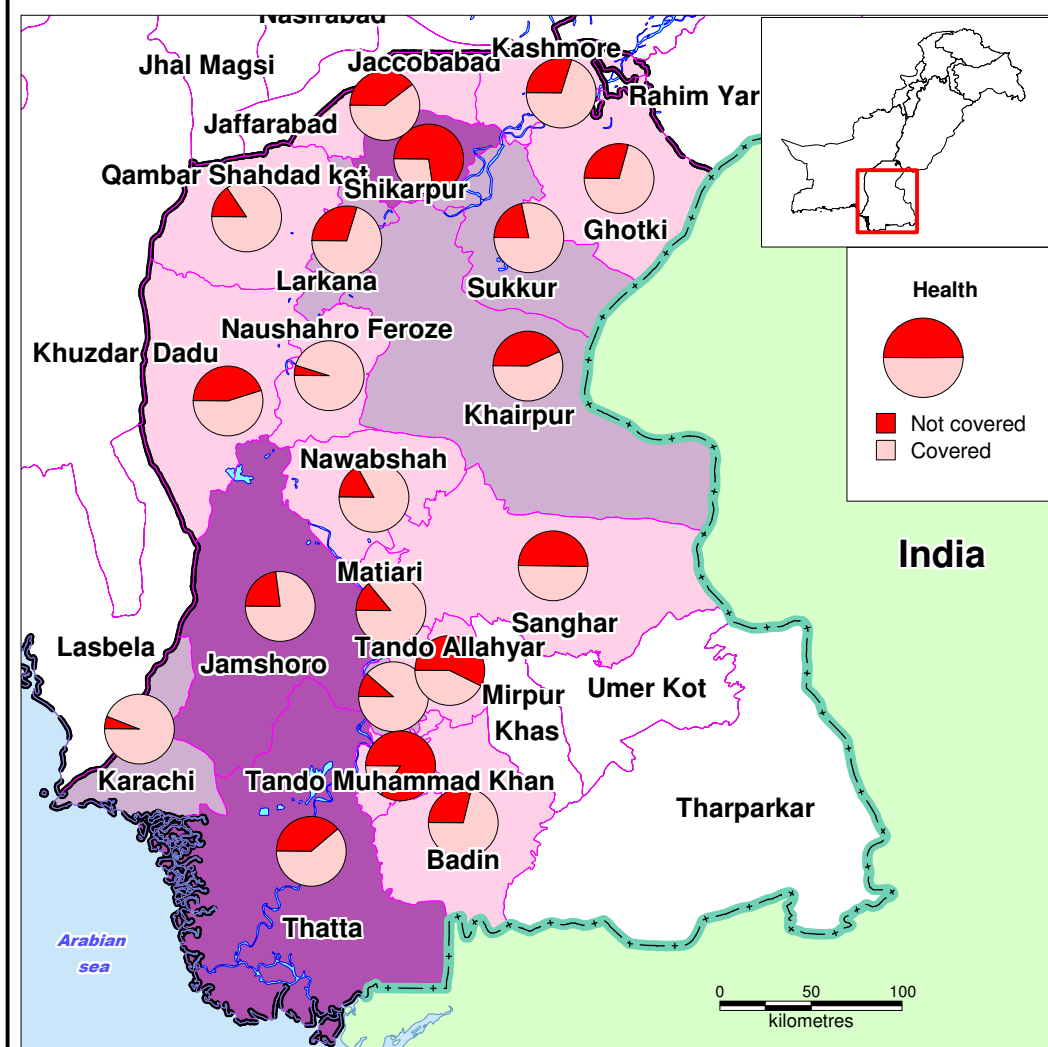 Nasirabad
Kashmore
Jhal Magsi
Jaccobabad
Rahim Yar
Jaffarabad
Qambar Shahdad kot
Shikarpur
Ghotki
Larkana
Sukkur
Health
Naushahro Feroze
Khuzdar
Dadu
Khairpur
Not covered
Covered
Nawabshah
India
Matiari
Sanghar
Lasbela
Tando Allahyar
Jamshoro
Umer Kot
Mirpur
Khas
Karachi
Tando Muhammad Khan
Tharparkar
Badin
Thatta
Arabian
sea
0 50 100
kilometres